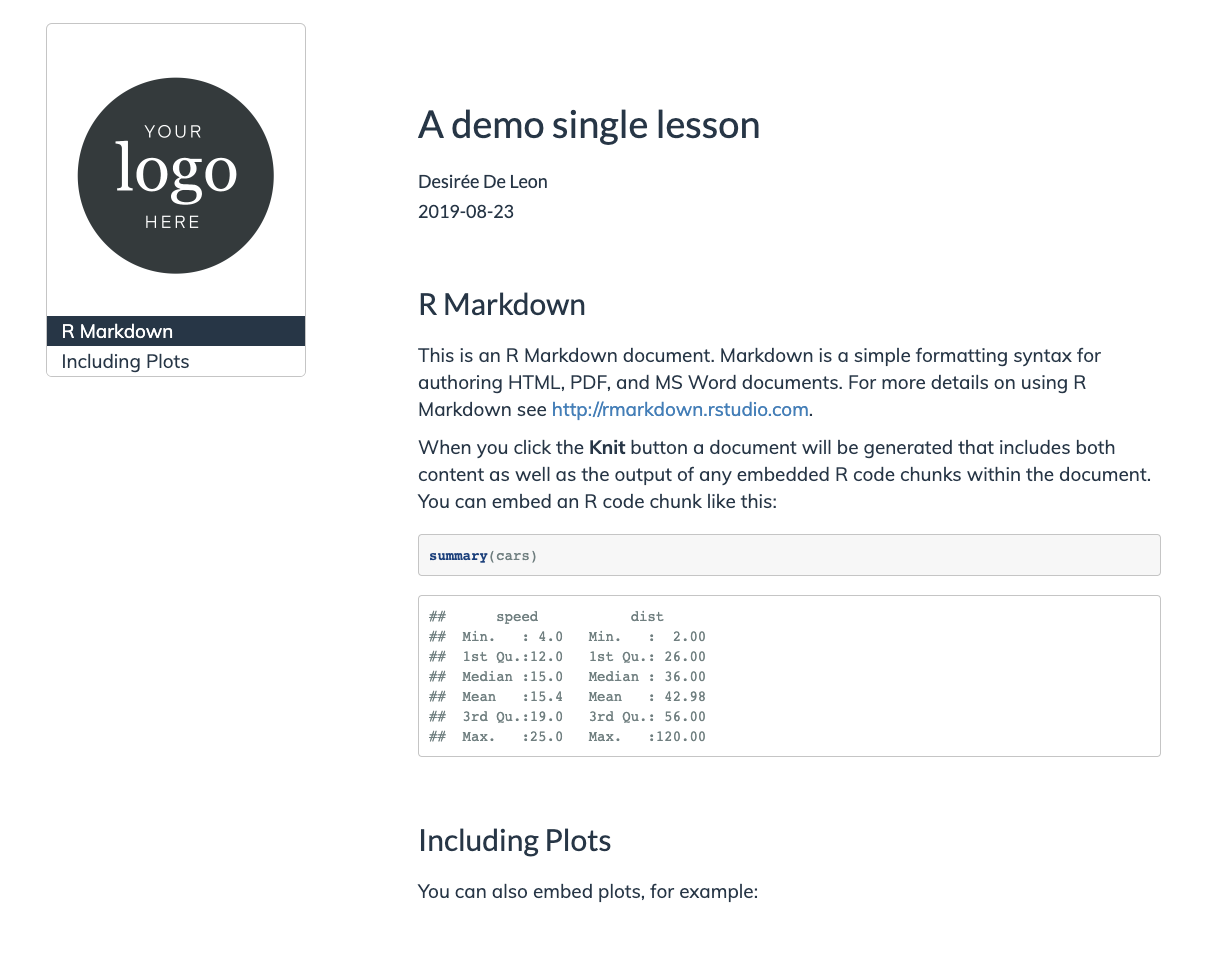 YOUR
logo
HERE
R Markdown
Including Plots
A demo single lesson
Desirée De Leon
2019-08-23
R Markdown
This is an R Markdown document. Markdown is a simple formatting syntax for
authoring HTML, PDF, and MS Word documents. For more details on using R
Markdown see http://rmarkdown.rstudio.com.
When you click the Knit button a document will be generated that includes both
content as well as the output of any embedded R code chunks within the document.
You can embed an R code chunk like this:
summary(cars)
##      speed           dist
##  Min.   : 4.0   Min.   :  2.00
##  1st Qu.:12.0   1st Qu.: 26.00
##  Median :15.0   Median : 36.00
##  Mean   :15.4   Mean   : 42.98
##  3rd Qu.:19.0   3rd Qu.: 56.00
##  Max.   :25.0   Max.   :120.00
Including Plots
You can also embed plots, for example: